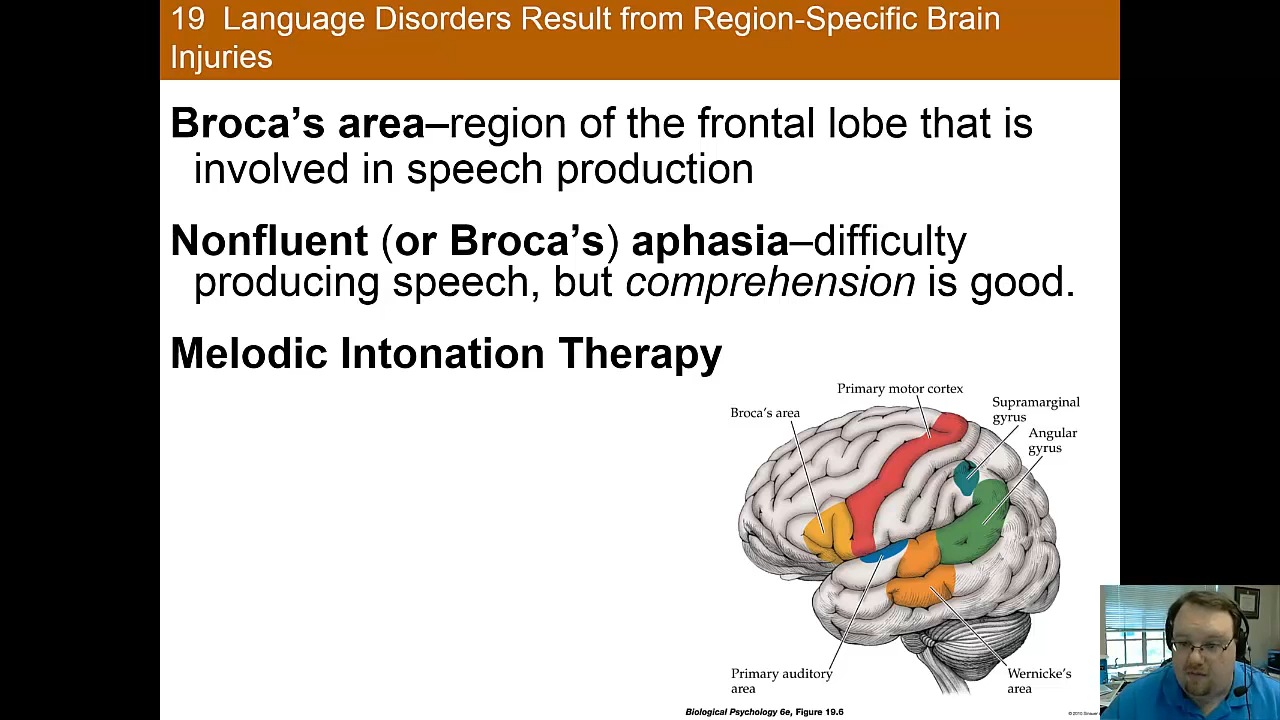 19 Language Disorders Result from Region-Specific Brain
Injuries
Broca's area–region of the frontal lobe that is
involved in speech production
Nonfluent (or Broca's) aphasia–difficulty
producing speech, but comprehension is good.
Melodic Intonation Therapy
Primary motor cortex
Broca's area
Supramarginal
gyrus
Angular
gyrus
Primary auditory
area
Wernicke's
area
Biological Psychology 6e, Figure 19.6